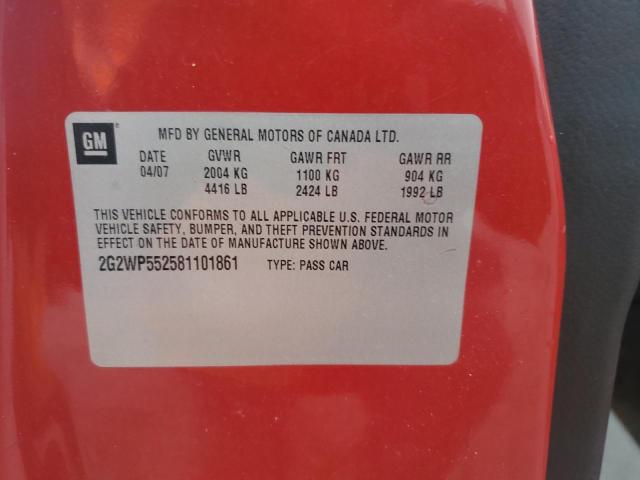 GM
MFD BY GENERAL MOTORS OF CANADA LTD.
DATE GVWR GAWR FRT GAWR RR
04/07 2004 KG 1100 KG 904 KG
4416 LB 2424 LB 1992 LB
THIS VEHICLE CONFORMS TO ALL APPLICABLE U.S. FEDERAL MOTOR
VEHICLE SAFETY, BUMPER, AND THEFT PREVENTION STANDARDS IN
EFFECT ON THE DATE OF MANUFACTURE SHOWN ABOVE.
2G2WP552581101861 TYPE: PASS CAR